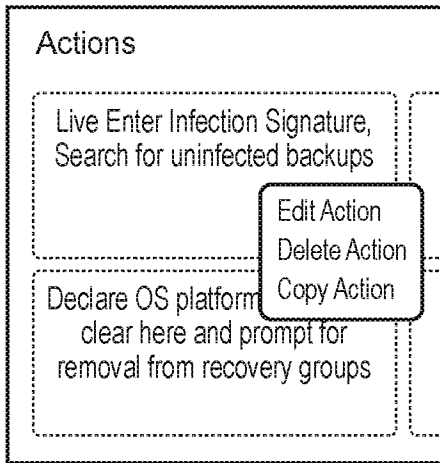 Actions
Live Enter Infection Signature,
Search for uninfected backups
Edit Action
Delete Action
Copy Action
Declare OS platform
clear here and prompt for
removal from recovery groups